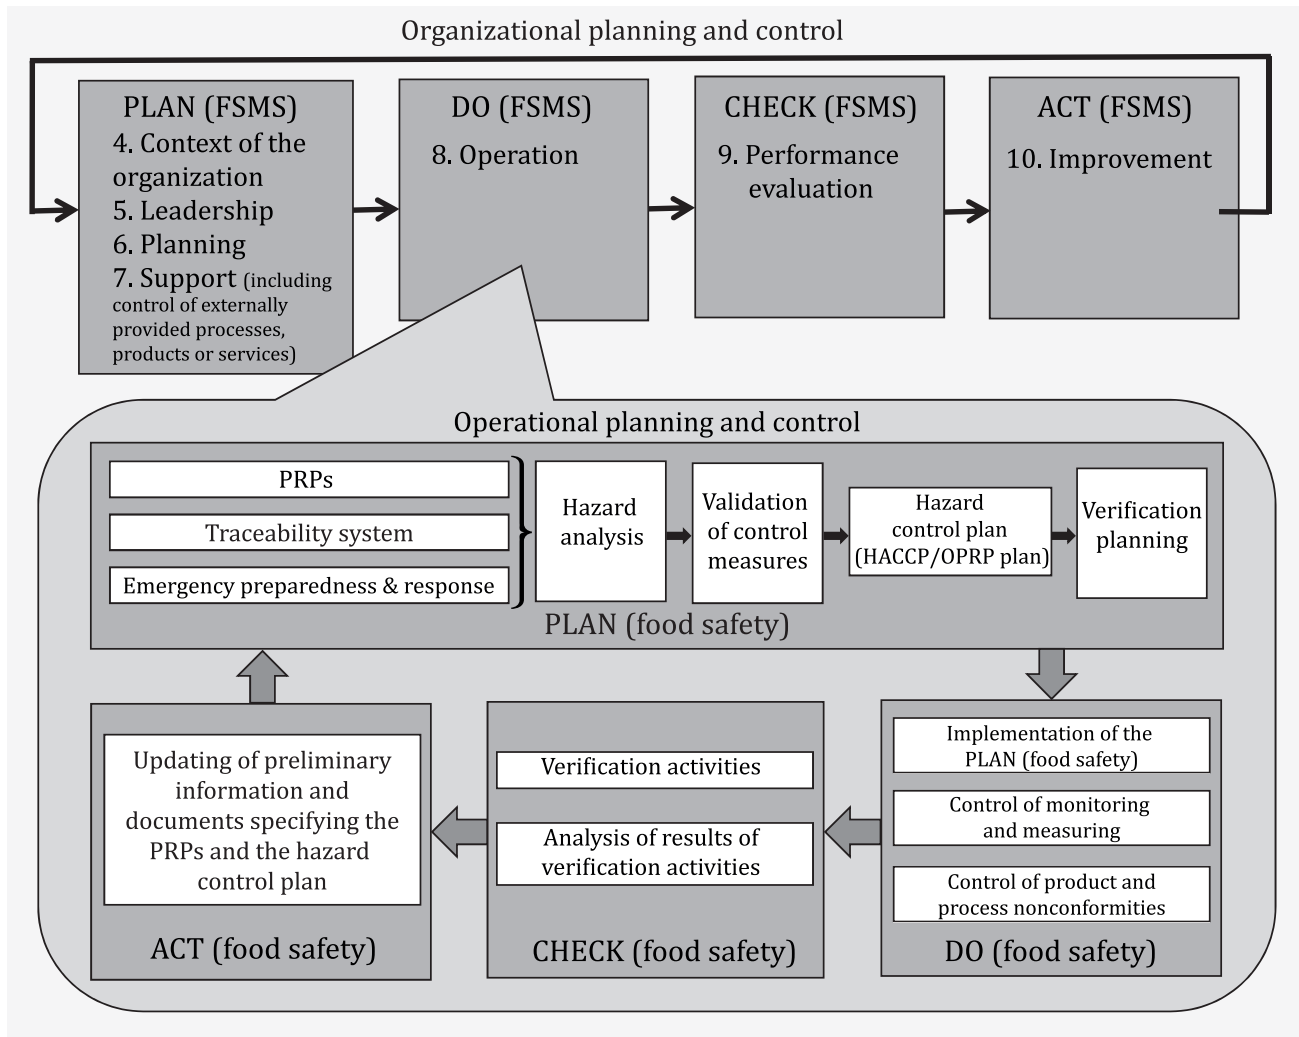 Organizational planning and control
PLAN (FSMS)
4. Context of the
organization
5. Leadership
6. Planning
7. Support (including
control of externally
provided processes,
products or services)
DO (FSMS)
8. Operation
CHECK (FSMS)
9. Performance
evaluation
ACT (FSMS)
10. Improvement
Operational planning and control
PRPs
Traceability system
Emergency preparedness & response
Hazard
analysis
Validation
of control
measures
Hazard
control plan
(HACCP/OPRP plan)
Verification
planning
PLAN (food safety)
Updating of preliminary
information and
documents specifying the
PRPs and the hazard
control plan
ACT (food safety)
Verification activities
Analysis of results of
verification activities
CHECK (food safety)
Implementation of the
PLAN (food safety)
Control of monitoring
and measuring
Control of product and
process nonconformities
DO (food safety)